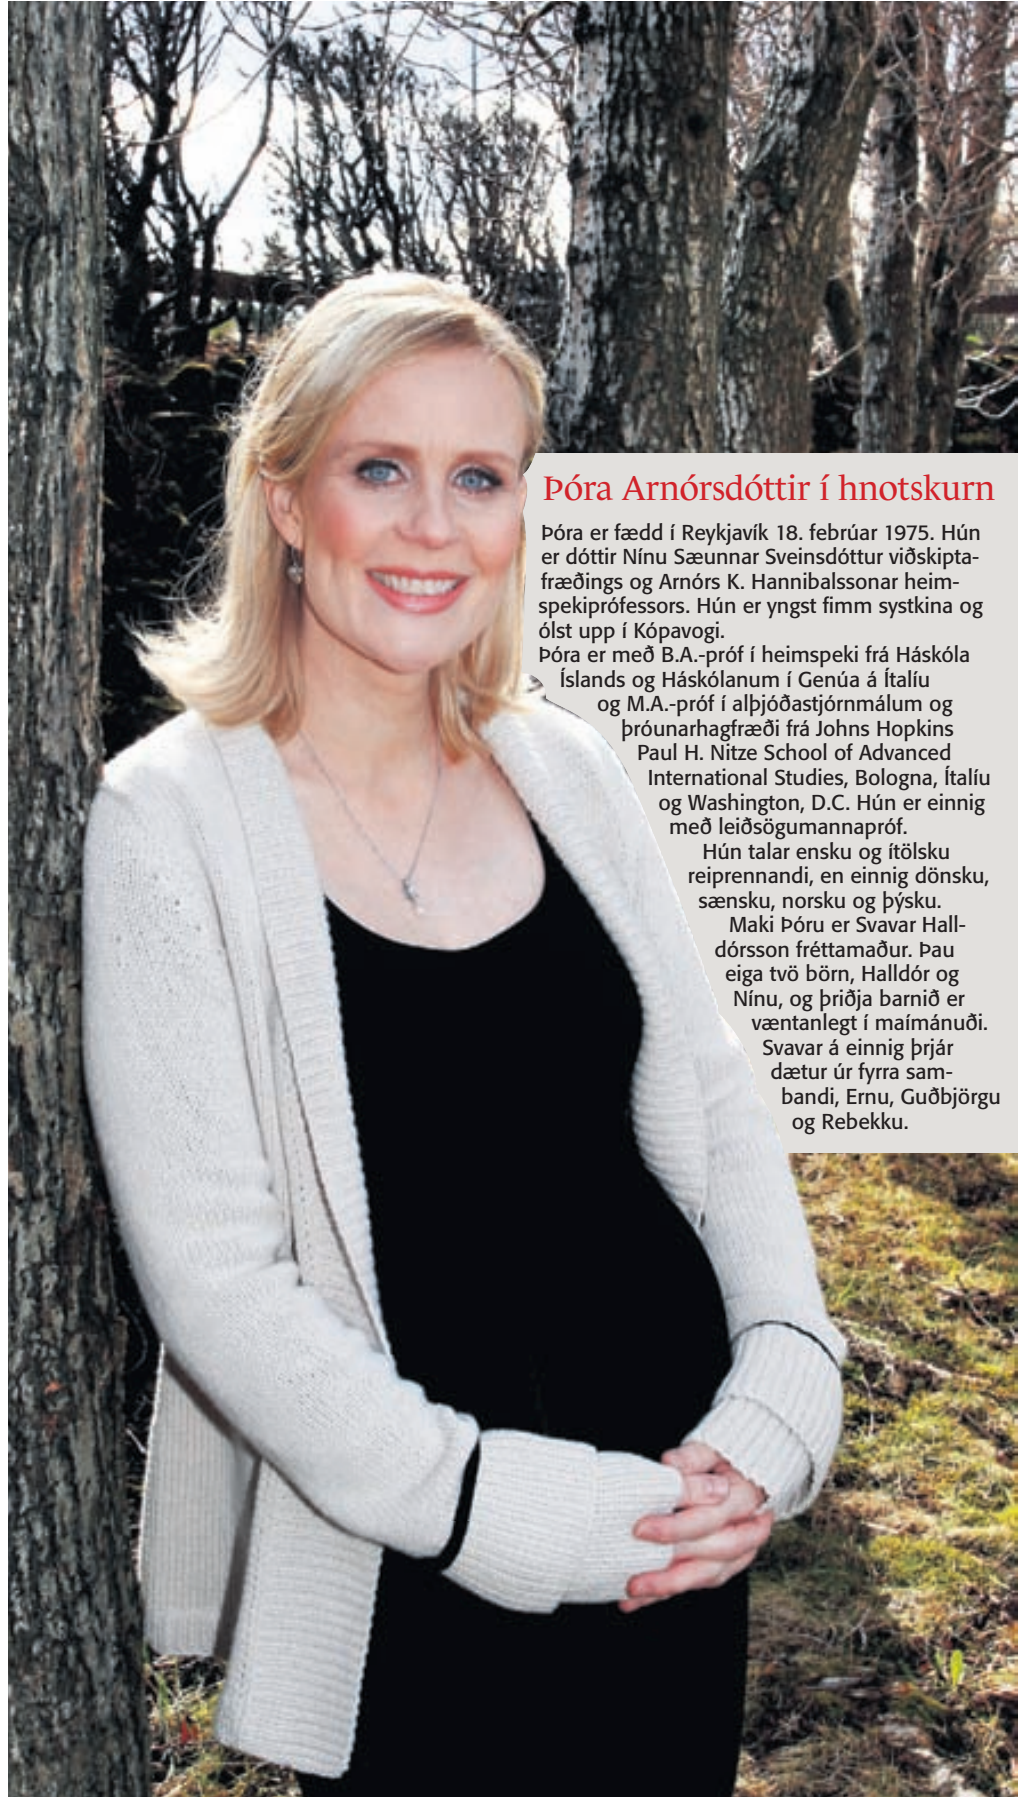 Þóra Arnórsdóttir í hnotskurn
Þóra er fædd í Reykjavík 18. febrúar 1975. Hún
er dóttir Nínu Sæunnar Sveinsdóttur viðskipta-
fræðings og Arnórs K. Hannibalssonar heim-
spekiprófessors. Hún er yngst fimm systkina og
ólst upp í Kópavogi.
Þóra er með B.A.-próf í heimspeki frá Háskóla
Íslands og Háskólanum í Genúa á Ítalíu
og M.A.-próf í alþjóðastjórnmálum og
þróunarhagfræði frá Johns Hopkins
Paul H. Nitze School of Advanced
International Studies, Bologna, Ítalíu
og Washington, D.C. Hún er einnig
með leiðsögumannapróf.
Hún talar ensku og ítölsku
reiprennandi, en einnig dönsku,
sænsku, norsku og þýsku.
Maki Þóru er Svavar Hall-
dórsson fréttamaður. Þau
eiga tvö börn, Halldór og
Nínu, og þriðja barnið er
væntanlegt í maímánuði.
Svavar á einnig þrjár
dætur úr fyrra sam-
bandi, Ernu, Guðbjörgu
og Rebekku.